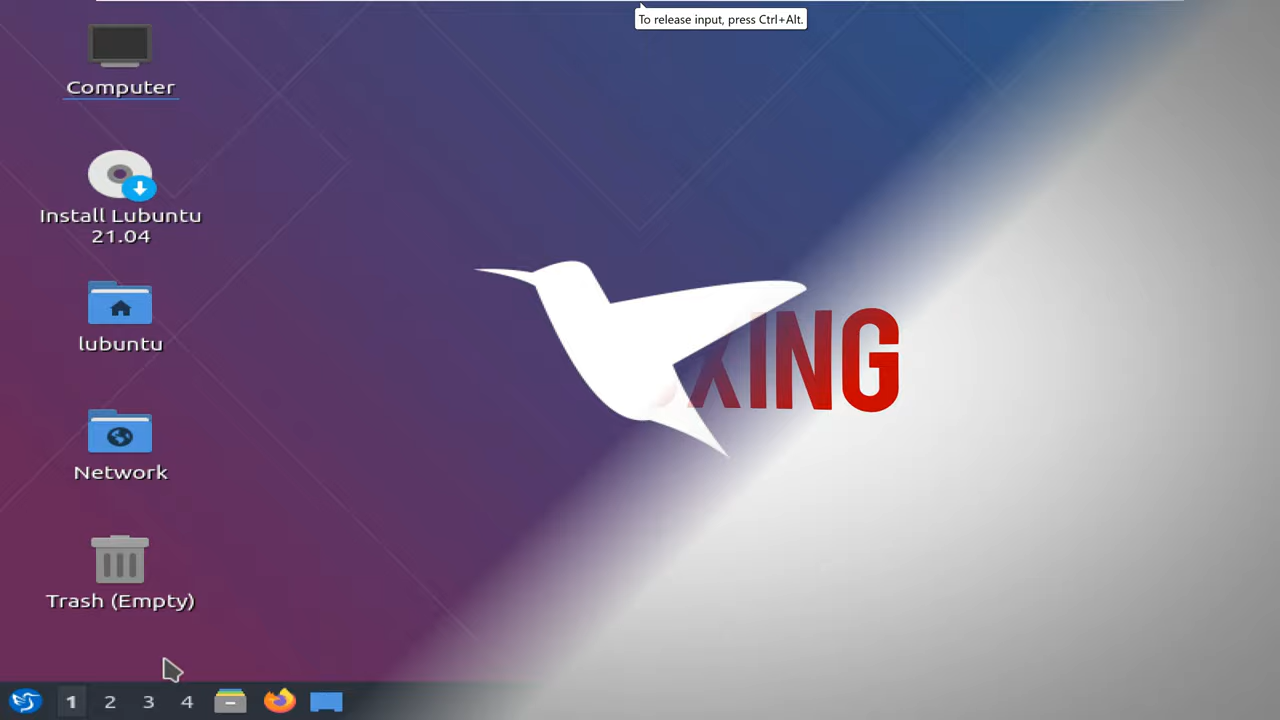 To release input, press Ctrl+Alt.
Computer
Install Lubuntu
21.04
lubuntu
XING
Network
Trash (Empty)
1 2 3 4